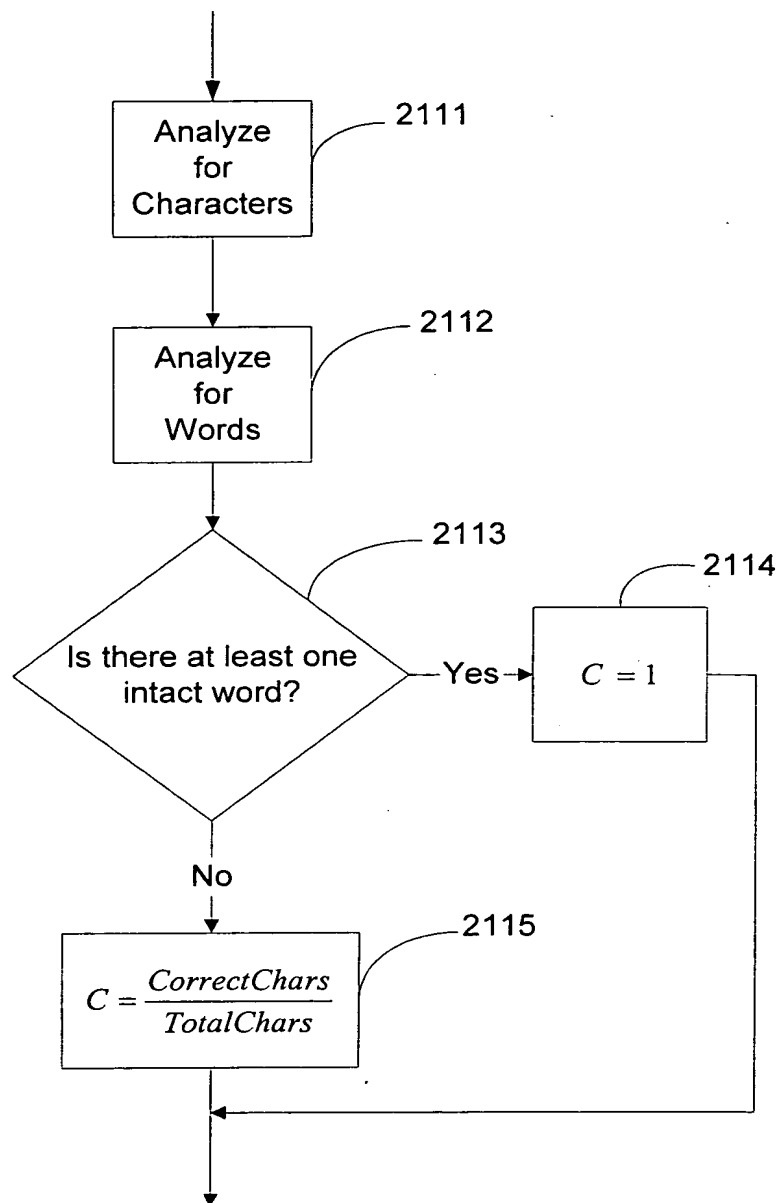 2111
Analyze
for
Characters
2112
Analyze
for
Words
2113
Is there at least one
intact word?
Yes
2114
C = 1
No
2115
C = CorrectChars / TotalChars